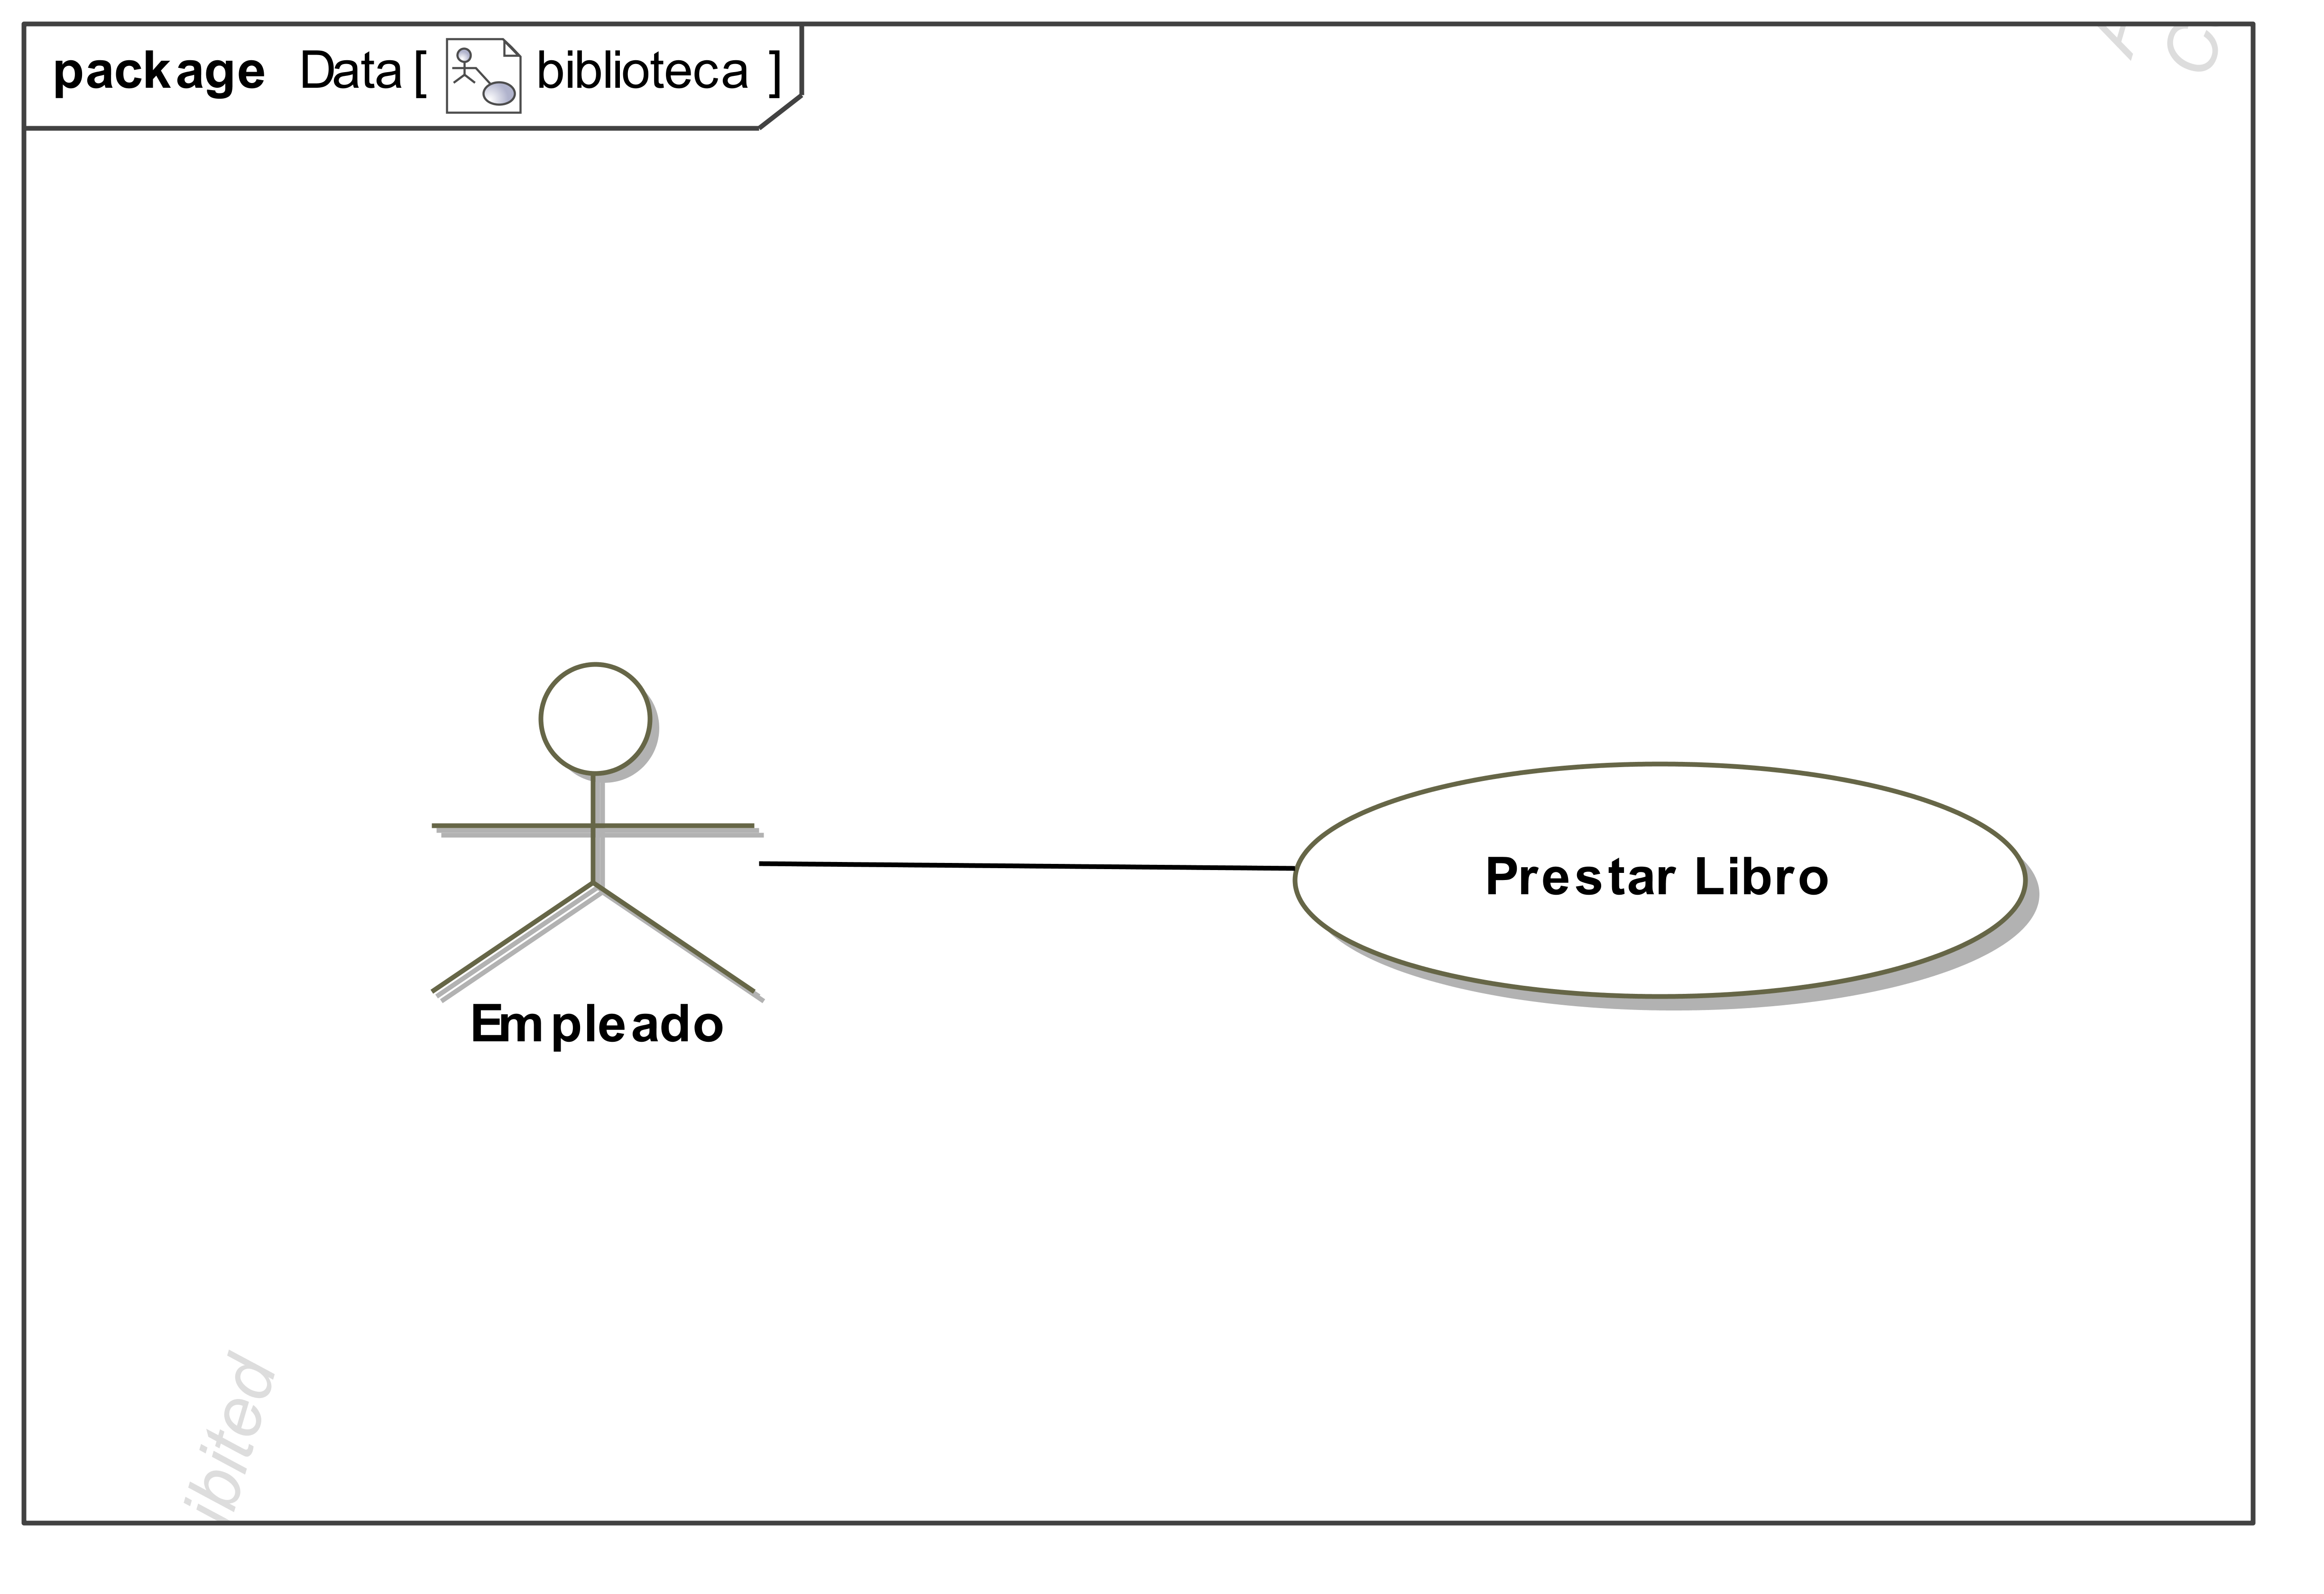 package Data [ biblioteca ]
Prestar Libro
Empleado